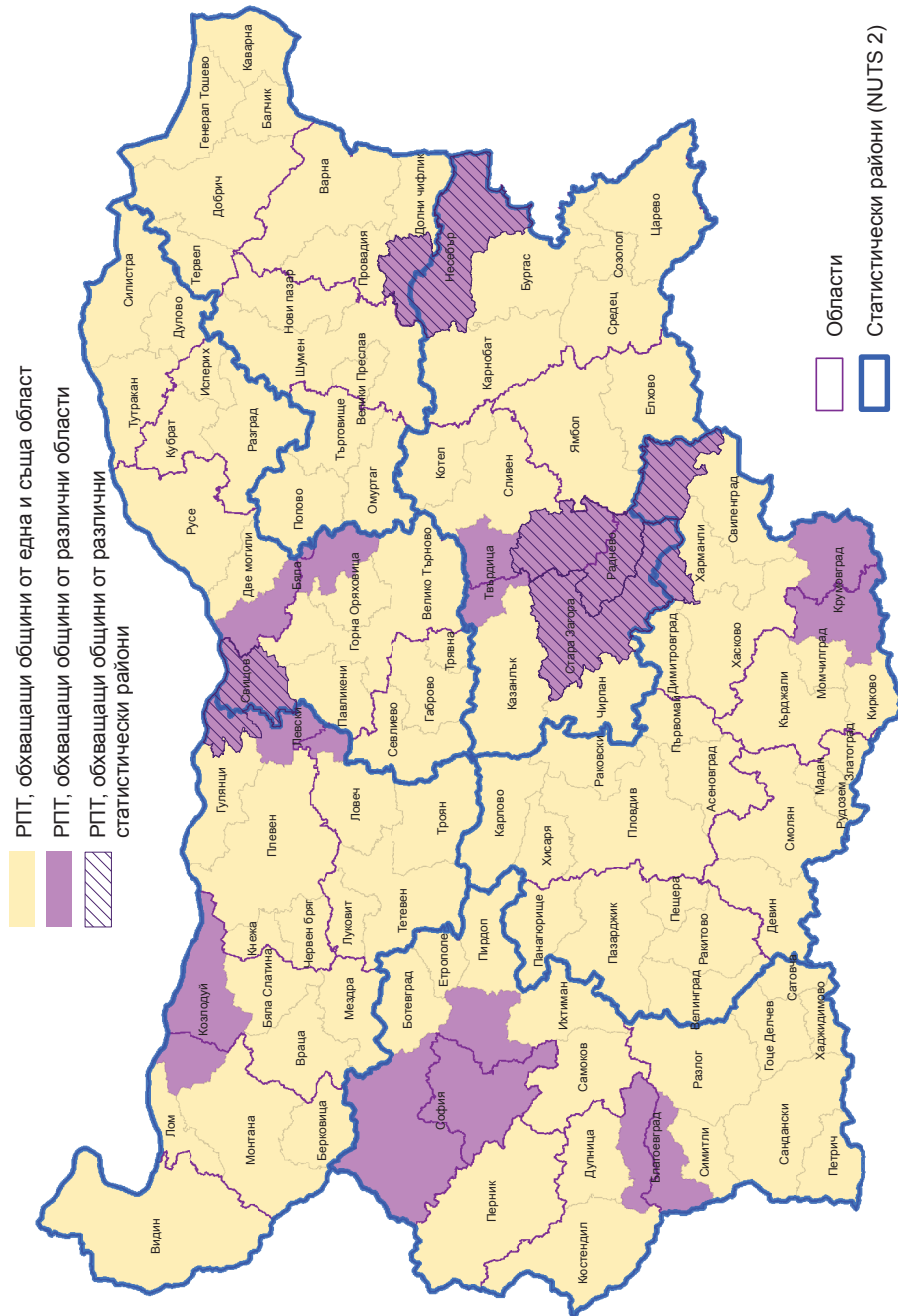 РПТ, обхващащи общини от една и съща област
РПТ, обхващащи общини от различни области
РПТ, обхващащи общини от различни
статистически райони
Области
Статистически райони (NUTS 2)
Видин
Лом
Монтана
Берковица
Козлодуй
Враца
Бяла Слатина
Мездра
Кнежа
Червен бряг
Плевен
Гулянци
Луковит
Ловеч
Тетевен
Троян
Левски
Свищов
Павликени
Горна Оряховица
Велико Търново
Севлиево
Габрово
Трявна
Бяла
Две могили
Русе
Тутракан
Силистра
Дулово
Кубрат
Исперих
Разград
Попово
Търговище
Омуртаг
Шумен
Нови пазар
Велики Преслав
Тервел
Добрич
Генерал Тошево
Каварна
Балчик
Варна
Провадия
Долни чифлик
Несебър
Бургас
Карнобат
Средец
Созопол
Царево
Котел
Сливен
Ямбол
Елхово
Твърдица
Казанлък
Стара Загора
Раднево
Чирпан
Димитровград
Хасково
Харманли
Свиленград
Кърджали
Момчилград
Крумовград
Кирково
Карлово
Хисаря
Раковски
Пловдив
Първомай
Асеновград
Смолян
Мадан
Златоград
Рудозем
Девин
Панагюрище
Пазарджик
Пещера
Ракитово
Велинград
Ботевград
Етрополе
Пирдоп
София
Ихтиман
Самоков
Перник
Кюстендил
Дупница
Благоевград
Симитли
Разлог
Гоце Делчев
Сатовча
Хаджидимово
Сандански
Петрич